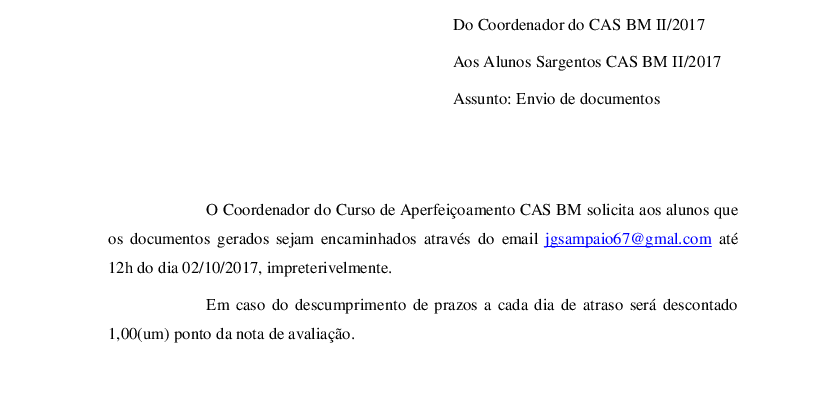 Do Coordenador do CAS BM II/2017
Aos Alunos Sargentos CAS BM II/2017
Assunto: Envio de documentos
O Coordenador do Curso de Aperfeiçoamento CAS BM solicita aos alunos que
os documentos gerados sejam encaminhados através do email jgsampaio67@gmal.com até
12h do dia 02/10/2017, impreterivelmente.
Em caso do descumprimento de prazos a cada dia de atraso será descontado
1,00(um) ponto da nota de avaliação.